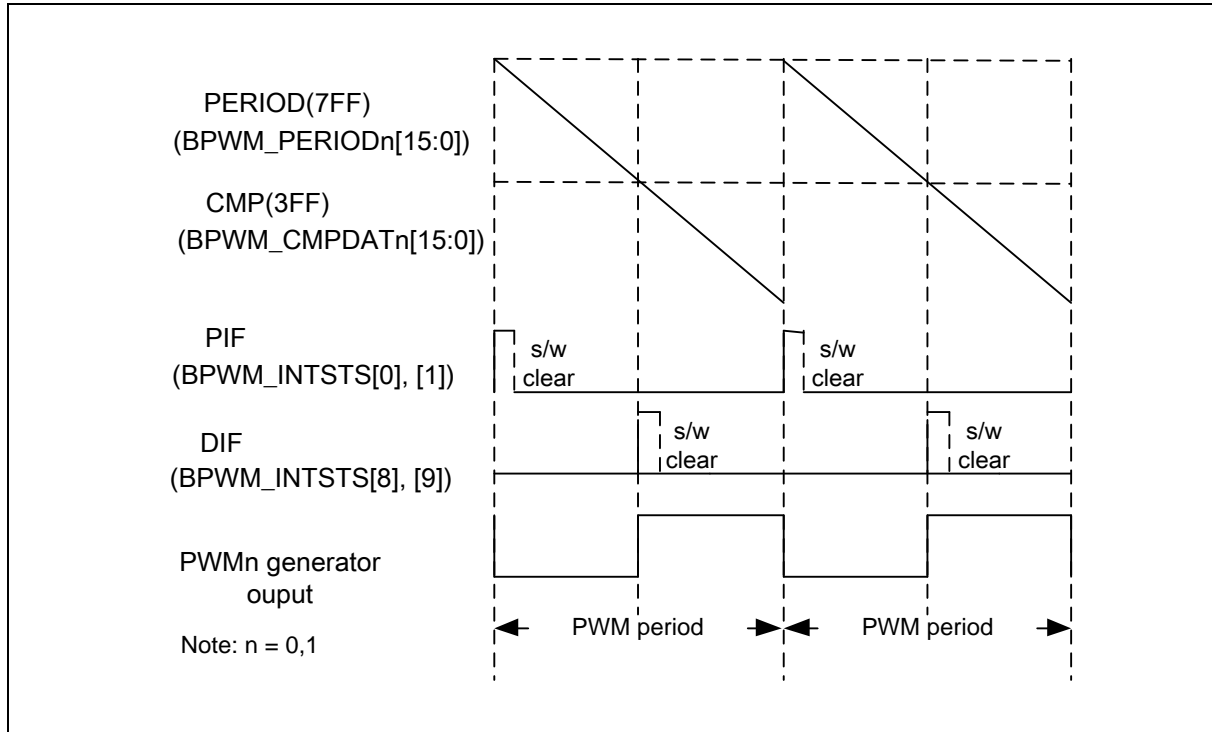 PERIOD(7FF)
(BPWM_PERIODn[15:0])
CMP(3FF)
(BPWM_CMPDATn[15:0])
PIF
(BPWM_INTSTS[0], [1])
s/w
clear
s/w
clear
DIF
(BPWM_INTSTS[8], [9])
s/w
clear
s/w
clear
PWMn generator
ouput
PWM period
PWM period
Note: n = 0,1